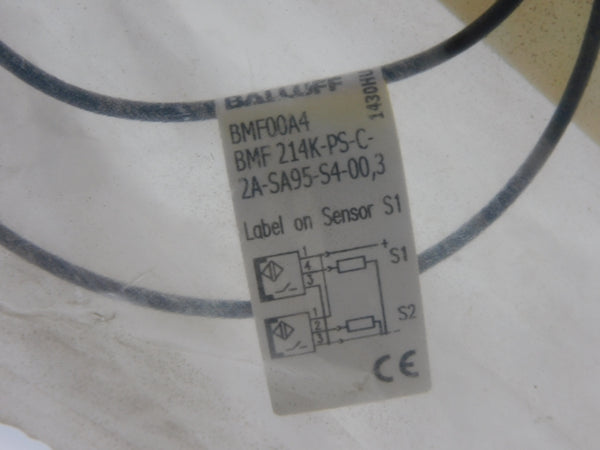 BALLUFF
1430HU
BMF00A4
BMF 214K-PS-C-
2A-SA95-S4-00,3
Label on Sensor S1
1
4
3
+
S1
1
2
3
-
S2
CE